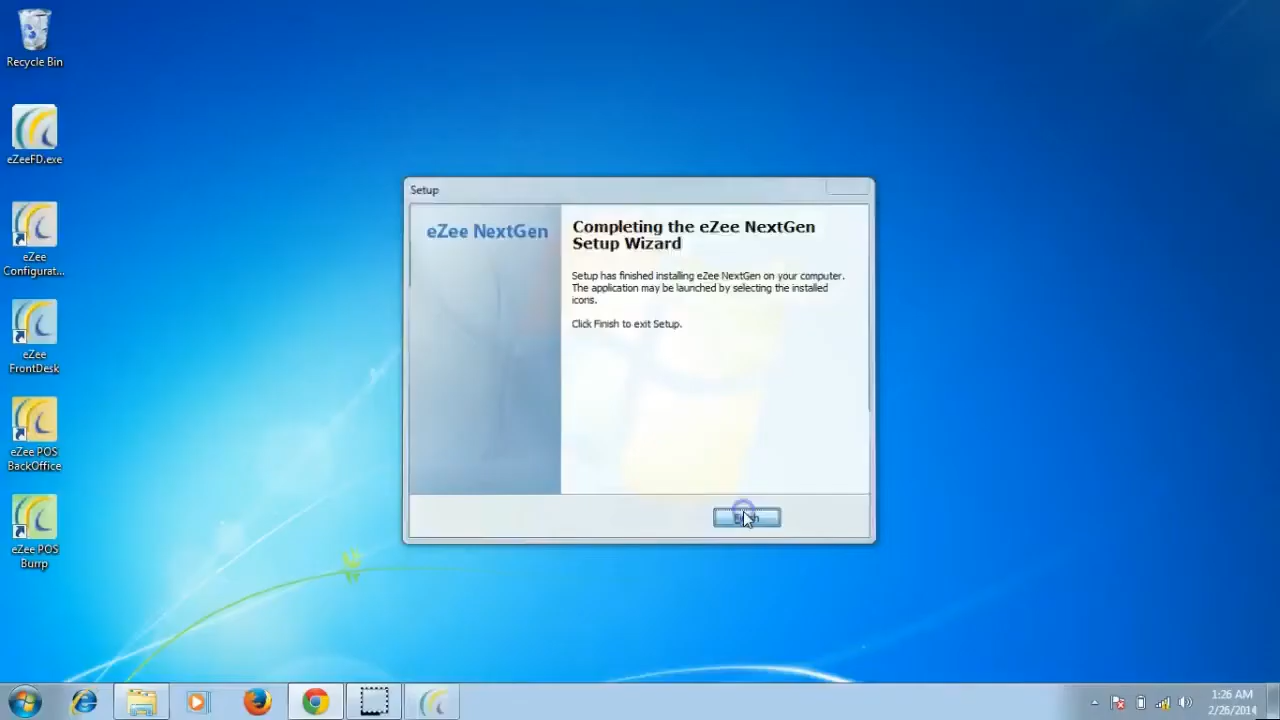 Recycle Bin
eZeeFD.exe
eZee
Configurat...
eZee
FrontDesk
eZee POS
BackOffice
eZee POS
Burrp
Setup
eZee NextGen
Completing the eZee NextGen
Setup Wizard
Setup has finished installing eZee NextGen on your computer.
The application may be launched by selecting the installed
icons.
Click Finish to exit Setup.
1:26 AM
2/26/2014